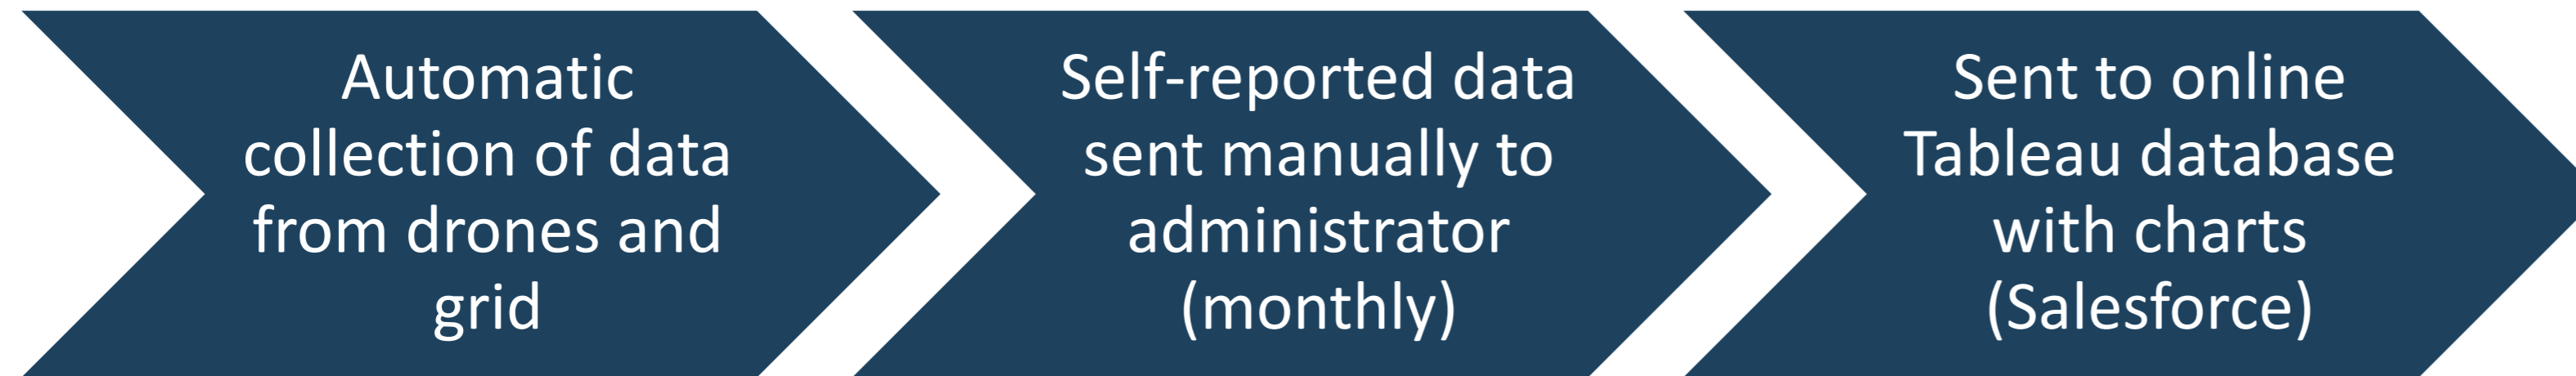 Automatic
collection of data
from drones and
grid
Self-reported data
sent manually to
administrator
(monthly)
Sent to online
Tableau database
with charts
(Salesforce)